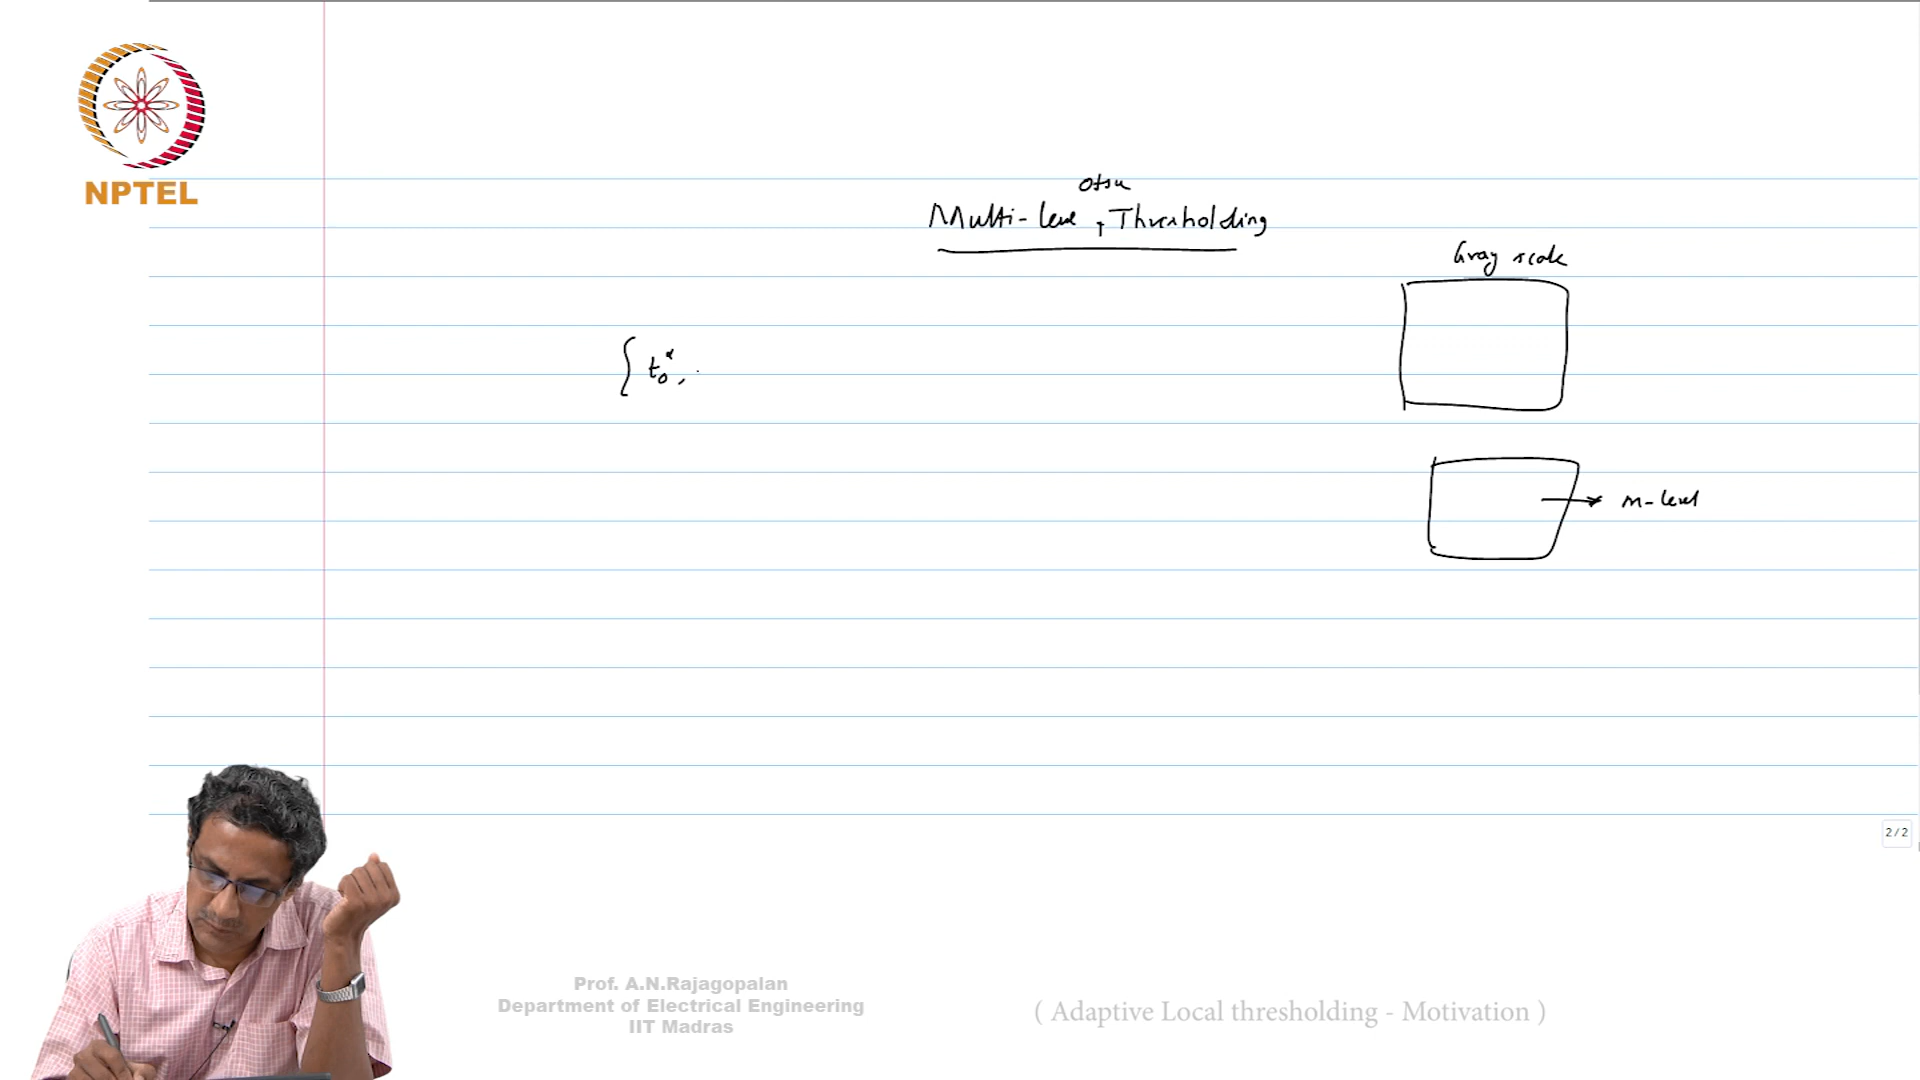 NPTEL
Otsu
Multi-level Thresholding
Gray scale
{ t₀*,
m-level
2/2
Prof. A.N.Rajagopalan
Department of Electrical Engineering
IIT Madras
( Adaptive Local thresholding - Motivation )